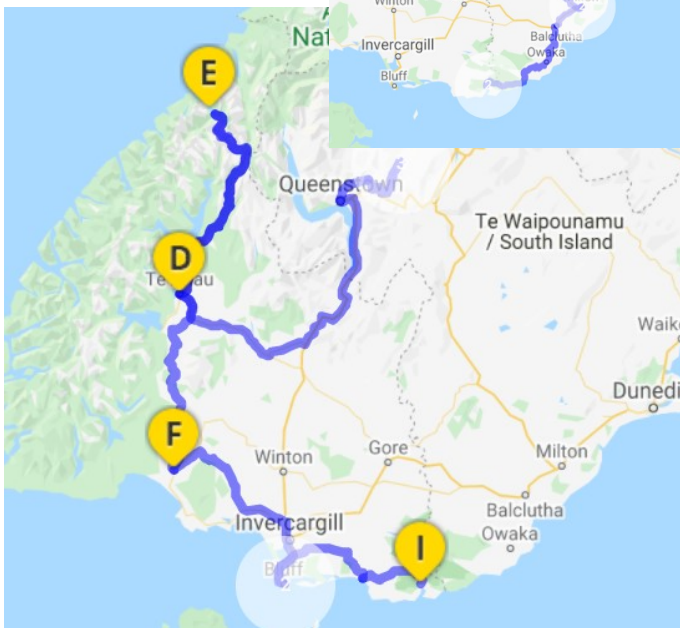 Nat
Winton
Balclutha
Owaka
Invercargill
Bluff
E
Queenstown
Te Waipounamu
/ South Island
D
Te
au
Waik
Dunedi
F
Gore
Winton
Milton
Balclutha
Invercargill
Owaka
I
Bluff